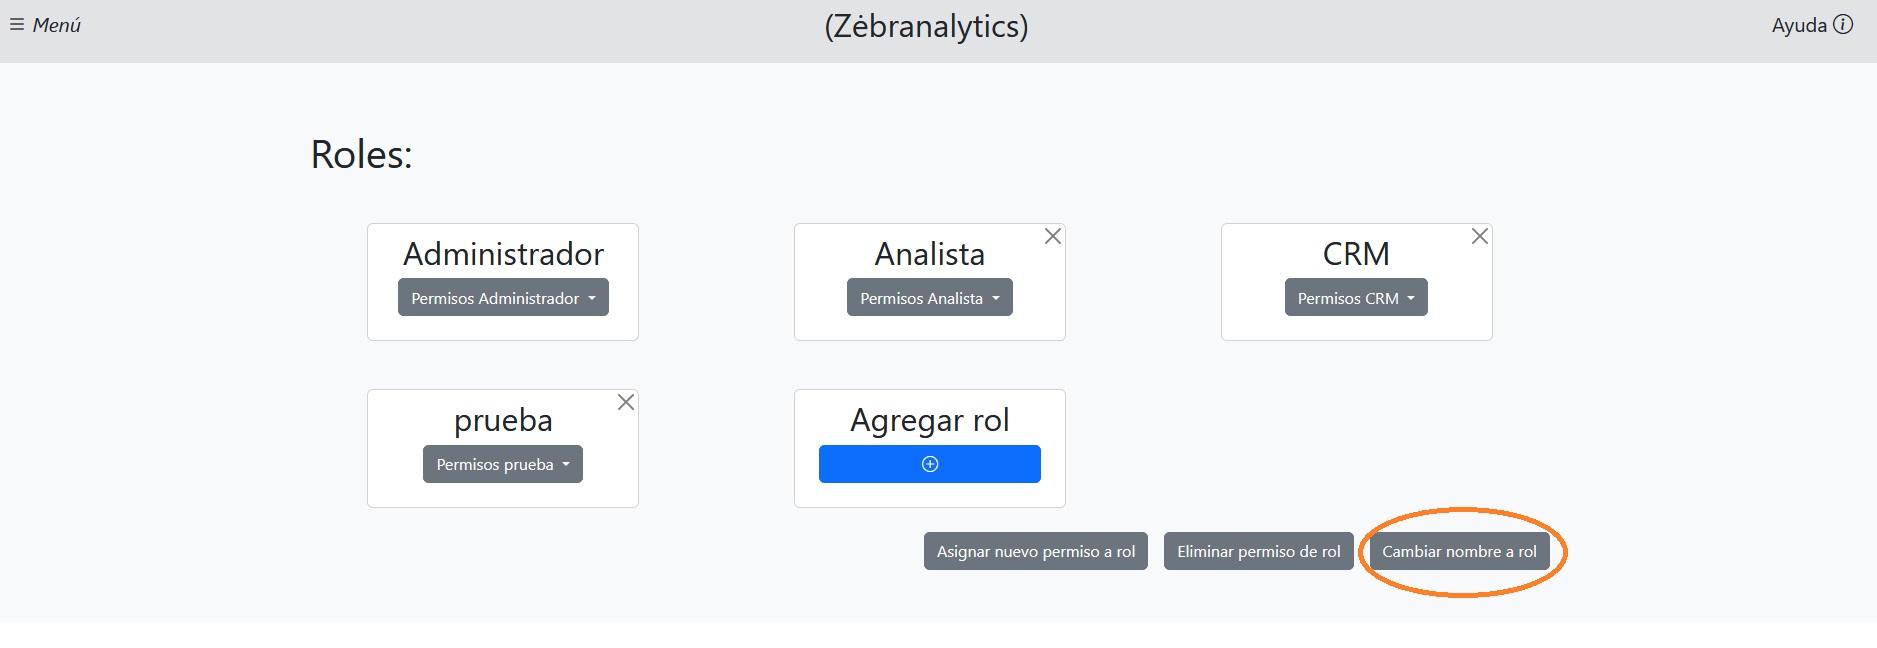 Menú
(Zėbranalytics)
Ayuda
Roles:
Administrador
Permisos Administrador
Analista
Permisos Analista
CRM
Permisos CRM
prueba
Permisos prueba
Agregar rol
Asignar nuevo permiso a rol
Eliminar permiso de rol
Cambiar nombre a rol